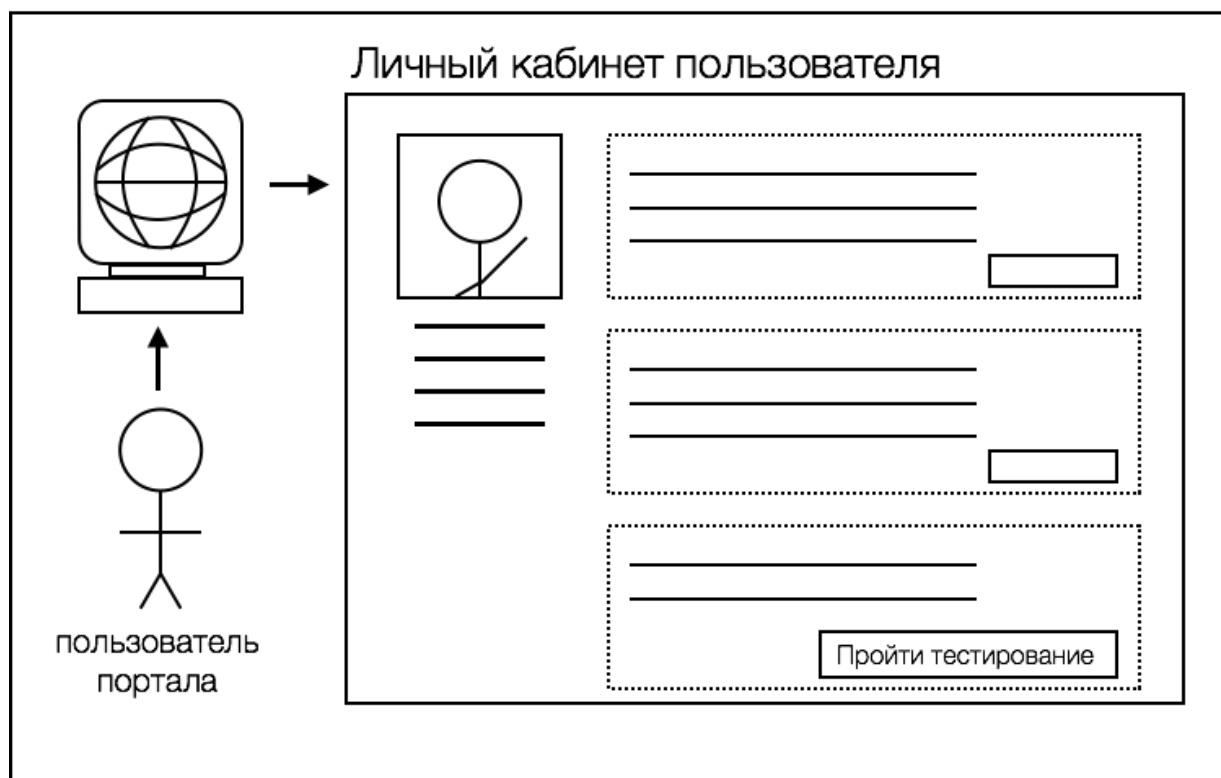 Личный кабинет пользователя
пользователь
портала
Пройти тестирование